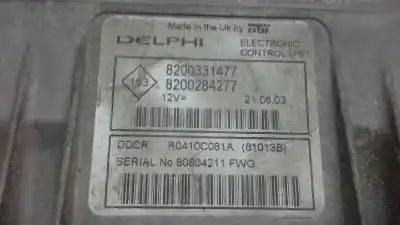 Made in the Uk by
DELPHI
ELECTRONIC
CONTROL UNIT
8200331477
8200284277
12V= 21.06.03
DDCR R0410C081A (81013B)
SERIAL No 80804211 FWG